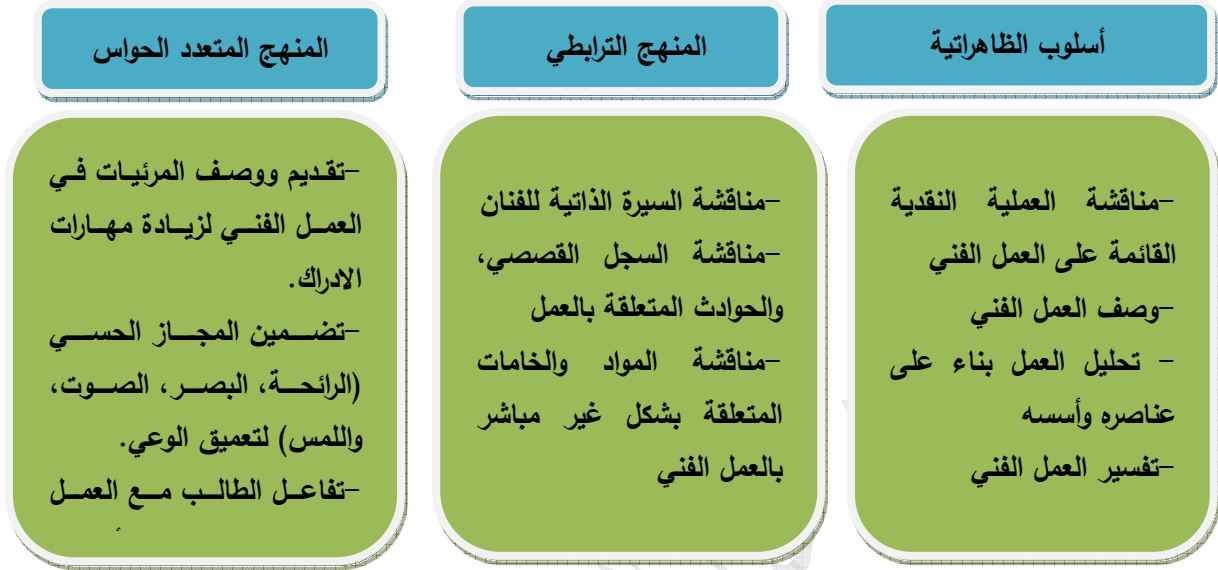 أسلوب الظاهراتية
-مناقشة العملية النقدية
القائمة على العمل الفني
-وصف العمل الفني
- تحليل العمل بناء على
عناصره وأسسه
-تفسير العمل الفني
المنهج الترابطي
-مناقشة السيرة الذاتية للفنان
-مناقشة السجل القصصي،
والحوادث المتعلقة بالعمل
-مناقشة المواد والخامات
المتعلقة بشكل غير مباشر
بالعمل الفني
المنهج المتعدد الحواس
-تقديم ووصف المرئيات في
العمل الفني لزيادة مهارات
الادراك.
-تضمين المجاز الحسي
(الرائحة، البصر، الصوت،
واللمس) لتعميق الوعي.
-تفاعل الطالب مع العمل